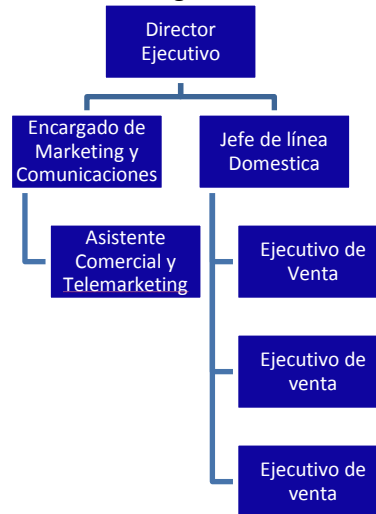 Director
Ejecutivo
Encargado de
Marketing y
Comunicaciones
Jefe de línea
Domestica
Asistente
Comercial y
Telemarketing
Ejecutivo de
Venta
Ejecutivo de
venta
Ejecutivo de
venta